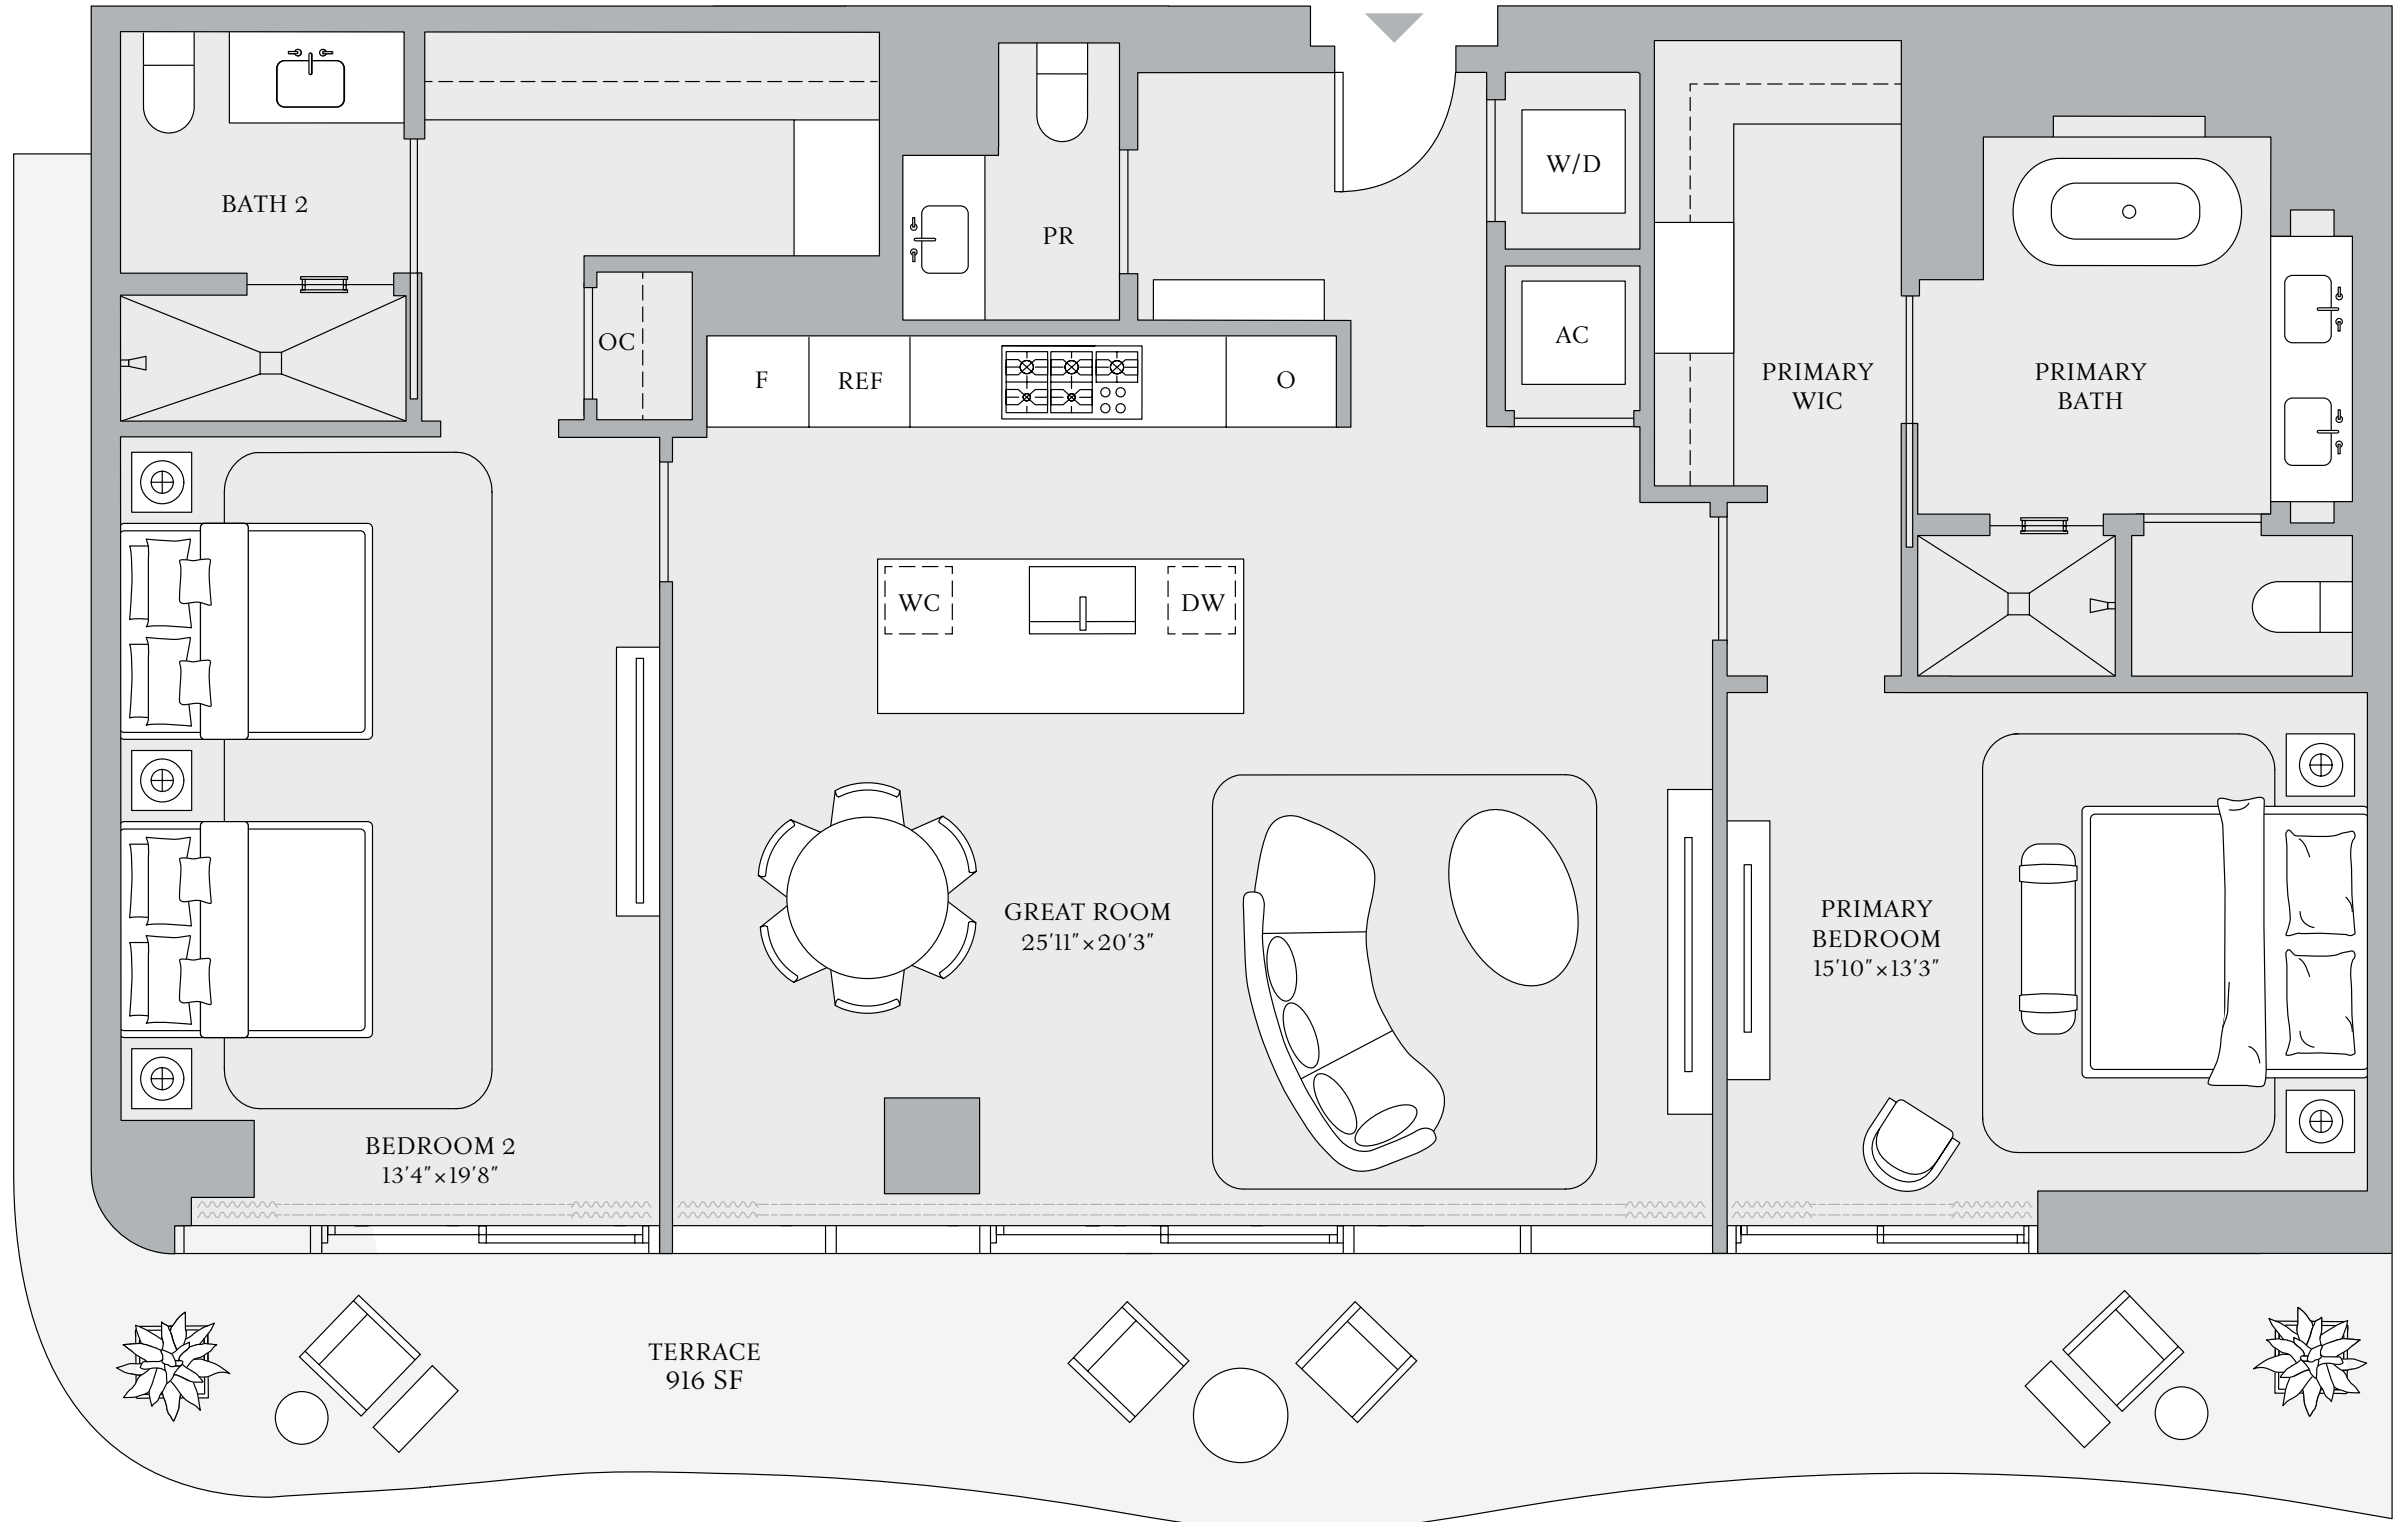 W/D
BATH 2
PR
OC
AC
F
REF
O
PRIMARY
WIC
PRIMARY
BATH
WC
DW
GREAT ROOM
25'11"×20'3"
PRIMARY
BEDROOM
15'10"×13'3"
BEDROOM 2
13'4"×19'8"
TERRACE
916 SF